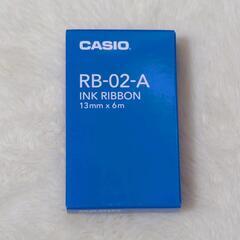 CASIO
RB-02-A
INK RIBBON
13mm x 6m